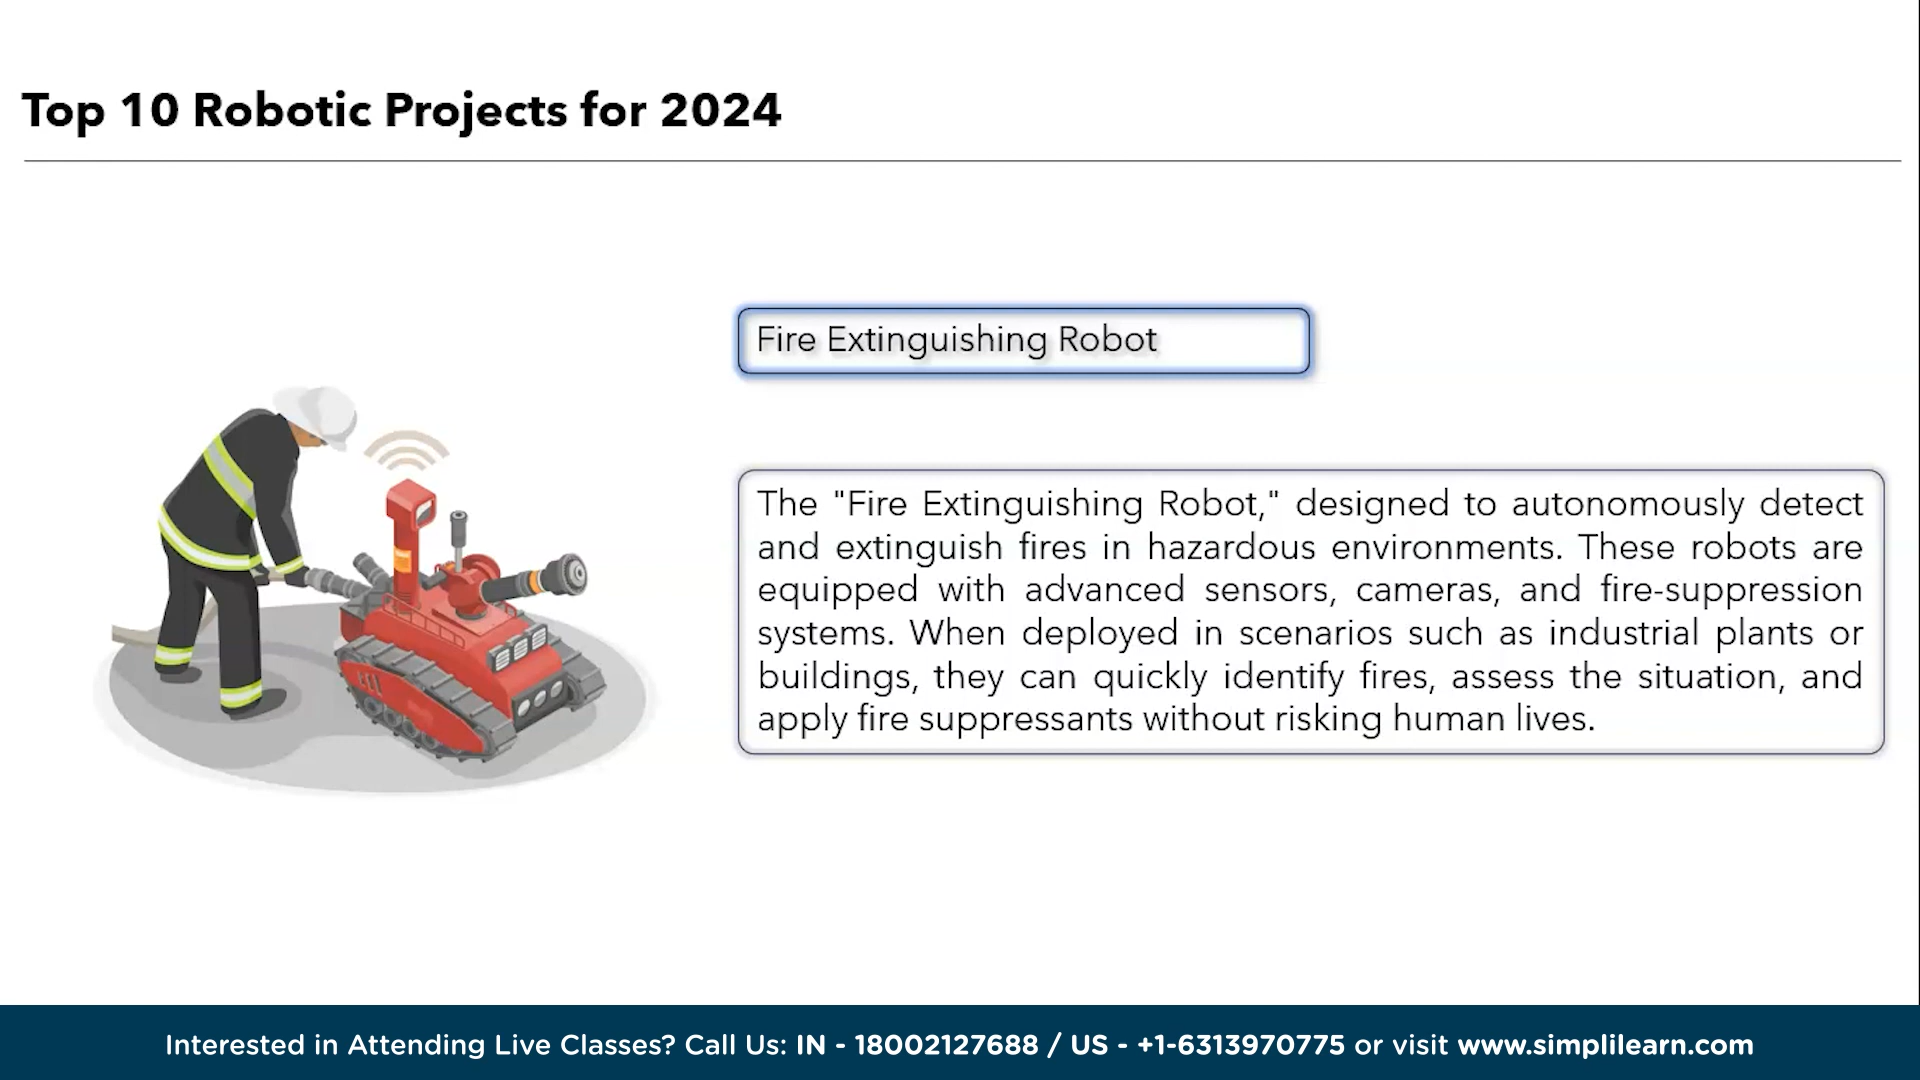 Top 10 Robotic Projects for 2024
Fire Extinguishing Robot
The "Fire Extinguishing Robot," designed to autonomously detect
and extinguish fires in hazardous environments. These robots are
equipped with advanced sensors, cameras, and fire-suppression
systems. When deployed in scenarios such as industrial plants or
buildings, they can quickly identify fires, assess the situation, and
apply fire suppressants without risking human lives.
Interested in Attending Live Classes? Call Us: IN - 18002127688 / US - +1-6313970775 or visit www.simplilearn.com